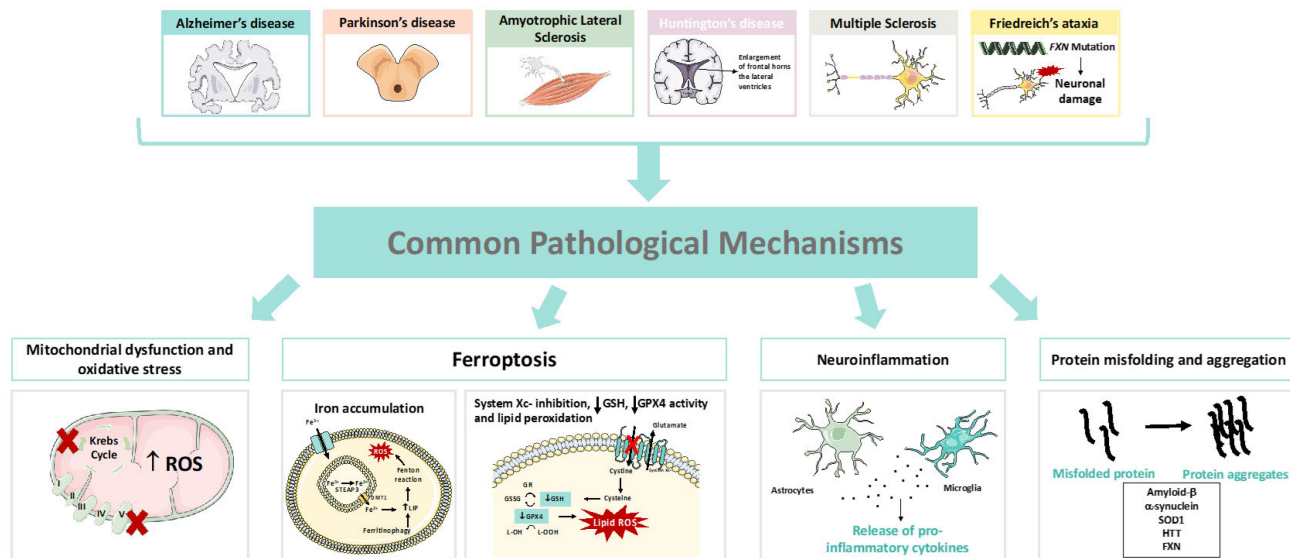 Alzheimer's disease
Parkinson's disease
Amyotrophic Lateral
Sclerosis
Huntington's disease
Enlargement
of frontal horns
the lateral
ventricles
Multiple Sclerosis
Friedreich's ataxia
FXN Mutation
Neuronal
damage
Common Pathological Mechanisms
Mitochondrial dysfunction and
oxidative stress
Krebs
Cycle
↑ ROS
II
III
IV
V
Ferroptosis
Iron accumulation
ROS
Fenton
reaction
STEAP3
DMT1
↑ LIP
Ferritinophagy
System Xc- inhibition, ↓GSH, ↓GPX4 activity
and lipid peroxidation
Glutamate
Cystine
GR
GSSG
↓GSH
Cysteine
↓GPX4
Lipid ROS
L-OH
L-OOH
Neuroinflammation
Astrocytes
Microglia
Release of pro-
inflammatory cytokines
Protein misfolding and aggregation
Misfolded protein
Protein aggregates
Amyloid-β
α-synuclein
SOD1
HTT
FXN